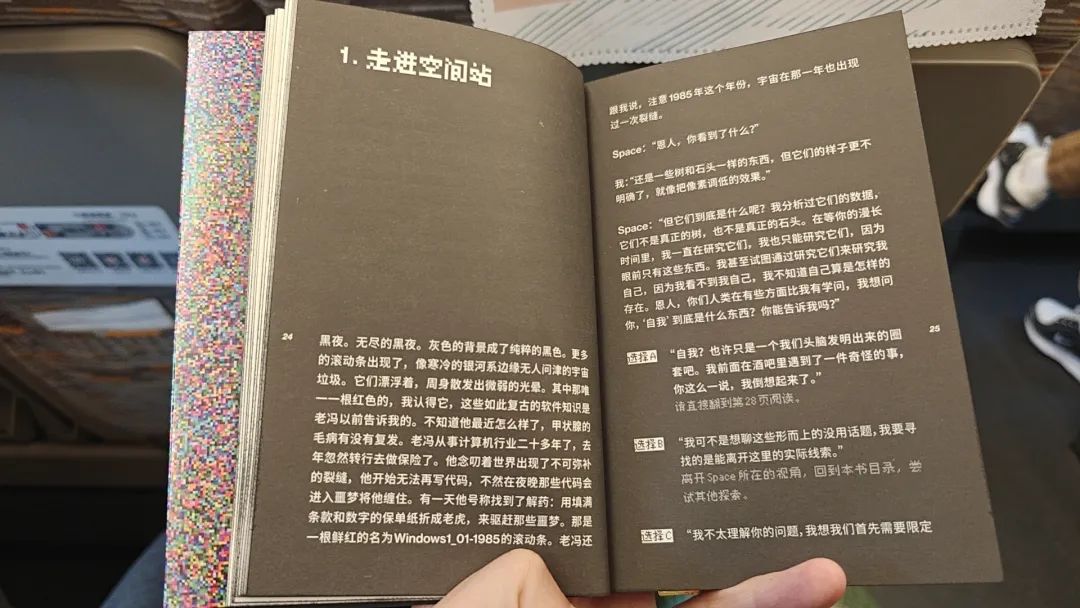 1. 走进空间站
24
黑夜。无尽的黑夜。灰色的背景成了纯粹的黑色。更多
的滚动条出现了，像寒冷的银河系边缘无人问津的宇宙
垃圾。它们漂浮着，周身散发出微弱的光晕。其中那唯
一一根红色的，我认得它，这些如此复古的软件知识是
老冯以前告诉我的。不知道他最近怎么样了，甲状腺的
毛病有没有复发。老冯从事计算机行业二十多年了，去
年忽然转行去做保险了。他念叨着世界出现了不可弥补
的裂缝，他开始无法再写代码，不然在夜晚那些代码会
进入噩梦将他缠住。有一天他号称找到了解药：用填满
条款和数字的保单纸折成老虎，来驱赶那些噩梦。那是
一根鲜红的名为Windows1_01-1985的滚动条。老冯还
跟我说，注意1985年这个年份，宇宙在那一年也出现
过一次裂缝。
Space：“恩人，你看到了什么？”
我：“还是一些树和石头一样的东西，但它们的样子更不
明确了，就像把像素调低的效果。”
Space：“但它们到底是什么呢？我分析过它们的数据，
它们不是真正的树，也不是真正的石头。在等你的漫长
时间里，我一直在研究它们，我也只能研究它们，因为
眼前只有这些东西。我甚至试图通过研究它们来研究我
自己，因为我看不到我自己，我不知道自己算是怎样的
存在。恩人，你们人类在有些方面比我有学问，我想问
你，‘自我’到底是什么东西？你能告诉我吗？”
25
选择A “自我？也许只是一个我们头脑发明出来的圈
套吧。我前面在酒吧里遇到了一件奇怪的事，
你这么一说，我倒想起来了。”
请直接翻到第28页阅读。
选择B “我可不是想聊这些形而上的没用话题，我要寻
找的是能离开这里的实际线索。”
离开Space所在的视角，回到本书目录，尝
试其他探索。
选择C “我不太理解你的问题，我想我们首先需要限定